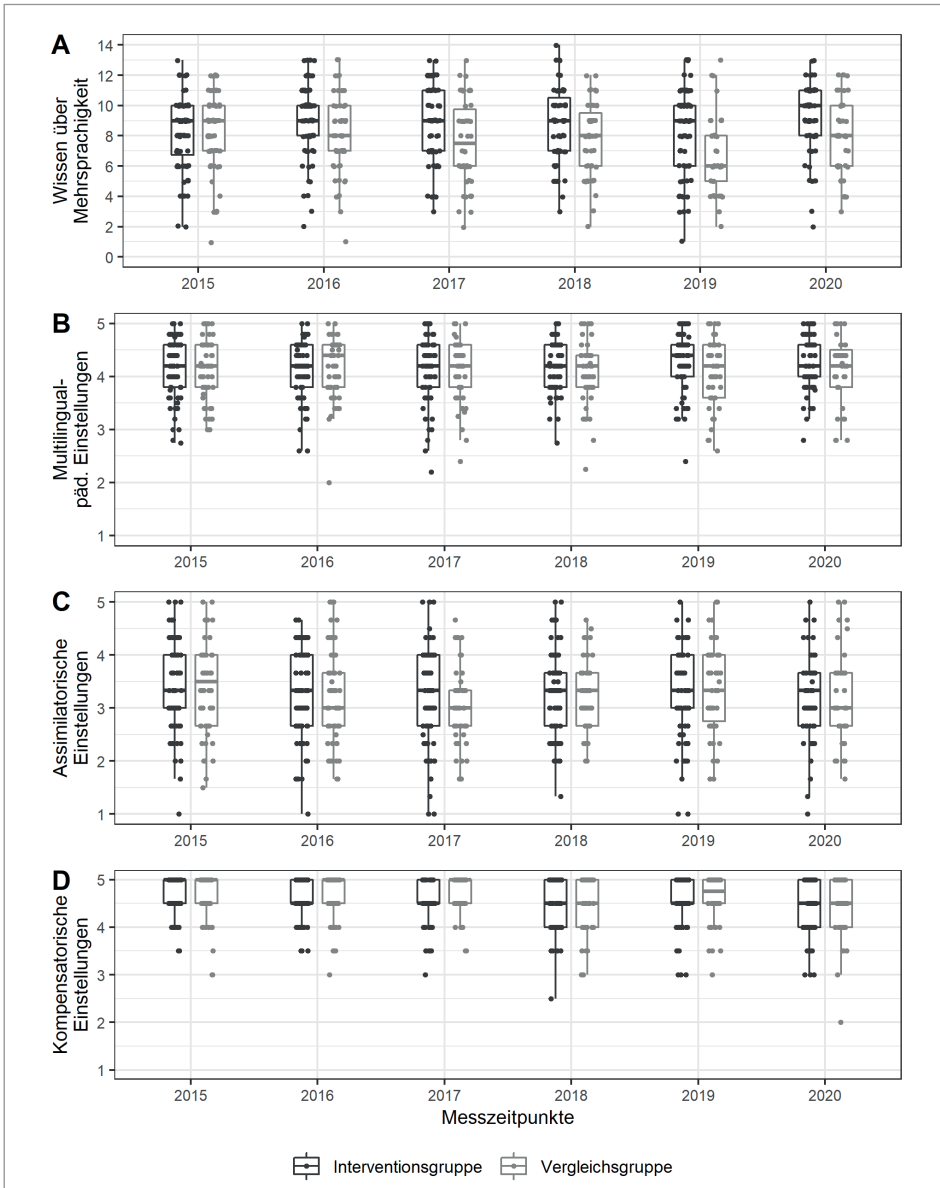 A
Wissen über
Mehrsprachigkeit
14
12
10
8
6
4
2
0
2015 2016 2017 2018 2019 2020
B
Multilingual-
päd. Einstellungen
5
4
3
2
1
2015 2016 2017 2018 2019 2020
C
Assimilatorische
Einstellungen
5
4
3
2
1
2015 2016 2017 2018 2019 2020
D
Kompensatorische
Einstellungen
5
4
3
2
1
2015 2016 2017 2018 2019 2020
Messzeitpunkte
Interventionsgruppe Vergleichsgruppe